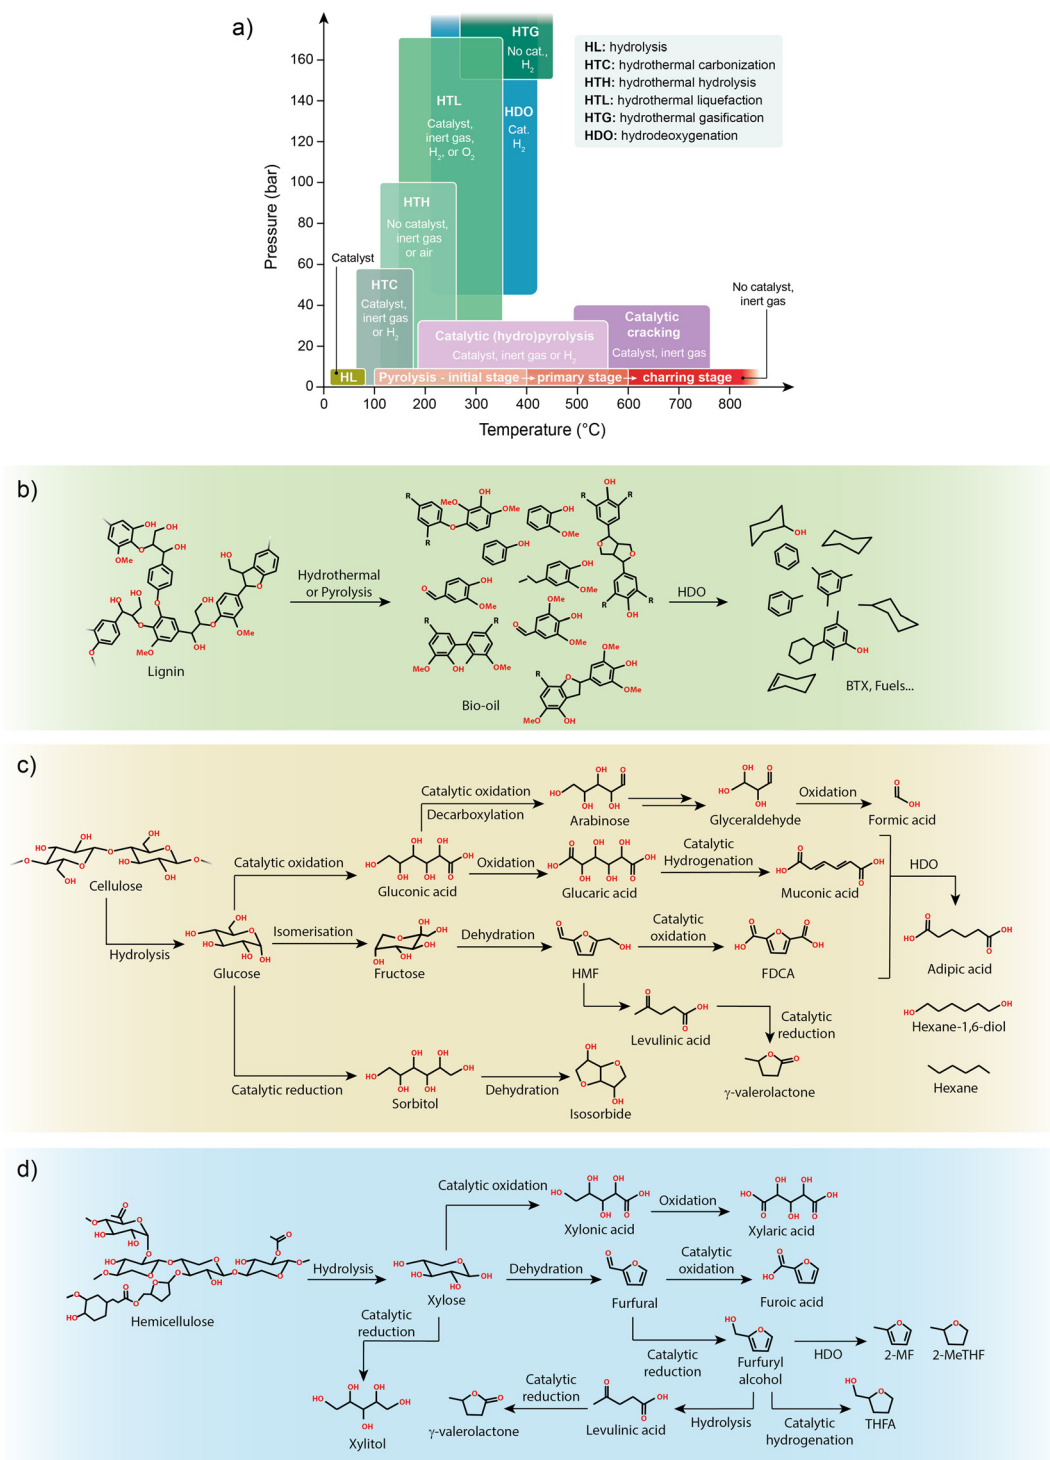 a)
HL: hydrolysis
HTC: hydrothermal carbonization
HTH: hydrothermal hydrolysis
HTL: hydrothermal liquefaction
HTG: hydrothermal gasification
HDO: hydrodeoxygenation
Pressure (bar)
160
140
120
100
80
60
40
20
0
HTG
No cat.,
H2
HTL
Catalyst,
inert gas,
H2, or O2
HDO
Cat.
H2
HTH
No catalyst,
inert gas
or air
Catalyst
HTC
Catalyst,
inert gas
or H2
No catalyst,
inert gas
Catalytic
cracking
Catalyst, inert gas
Catalytic (hydro)pyrolysis
Catalyst, inert gas or H2
HL
Pyrolysis - initial stage
primary stage
charring stage
0 100 200 300 400 500 600 700 800
Temperature (°C)
b)
Lignin
Hydrothermal
or Pyrolysis
Bio-oil
HDO
BTX, Fuels...
c)
Cellulose
Hydrolysis
Glucose
Catalytic oxidation
Gluconic acid
Catalytic oxidation
Decarboxylation
Arabinose
Glyceraldehyde
Oxidation
Formic acid
Oxidation
Glucaric acid
Catalytic
Hydrogenation
Muconic acid
HDO
Isomerisation
Fructose
Dehydration
HMF
Catalytic
oxidation
FDCA
Adipic acid
Levulinic acid
Catalytic
reduction
γ-valerolactone
Hexane-1,6-diol
Hexane
Catalytic reduction
Sorbitol
Dehydration
Isosorbide
d)
Hemicellulose
Hydrolysis
Xylose
Catalytic oxidation
Xylonic acid
Oxidation
Xylaric acid
Dehydration
Furfural
Catalytic
oxidation
Furoic acid
Catalytic
reduction
Xylitol
Catalytic
reduction
Furfuryl
alcohol
HDO
2-MF
2-MeTHF
Catalytic
hydrogenation
THFA
Hydrolysis
Levulinic acid
Catalytic
reduction
γ-valerolactone